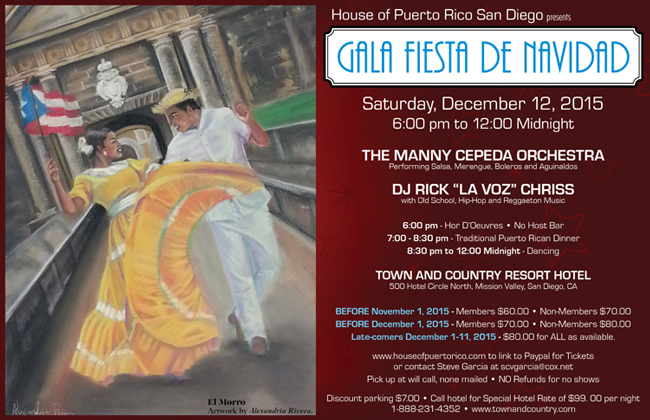 House of Puerto Rico San Diego presents
GALA FIESTA DE NAVIDAD
Saturday, December 12, 2015
6:00 pm to 12:00 Midnight
THE MANNY CEPEDA ORCHESTRA
Performing Salsa, Merengue, Boleros and Aguinaldos
DJ RICK “LA VOZ” CHRISS
with Old School, Hip-Hop and Reggaeton Music
6:00 pm - Hor D'Oeuvres • No Host Bar
7:00 - 8:30 pm - Traditional Puerto Rican Dinner
8:30 pm to 12:00 Midnight - Dancing
TOWN AND COUNTRY RESORT HOTEL
500 Hotel Circle North, Mission Valley, San Diego, CA
BEFORE November 1, 2015 - Members $60.00 • Non-Members $70.00
BEFORE December 1, 2015 - Members $70.00 • Non-Members $80.00
Late-comers December 1-11, 2015 - $80.00 for ALL as available.
www.houseofpuertorico.com to link to Paypal for Tickets
or contact Steve Garcia at scvgarcia@cox.net
Pick up at will call, none mailed • NO Refunds for no shows
Discount parking $7.00 • Call hotel for Special Hotel Rate of $99. 00 per night
1-888-231-4352 • www.towncountry.com
El Morro
Artwork by Alexandria Rivera.